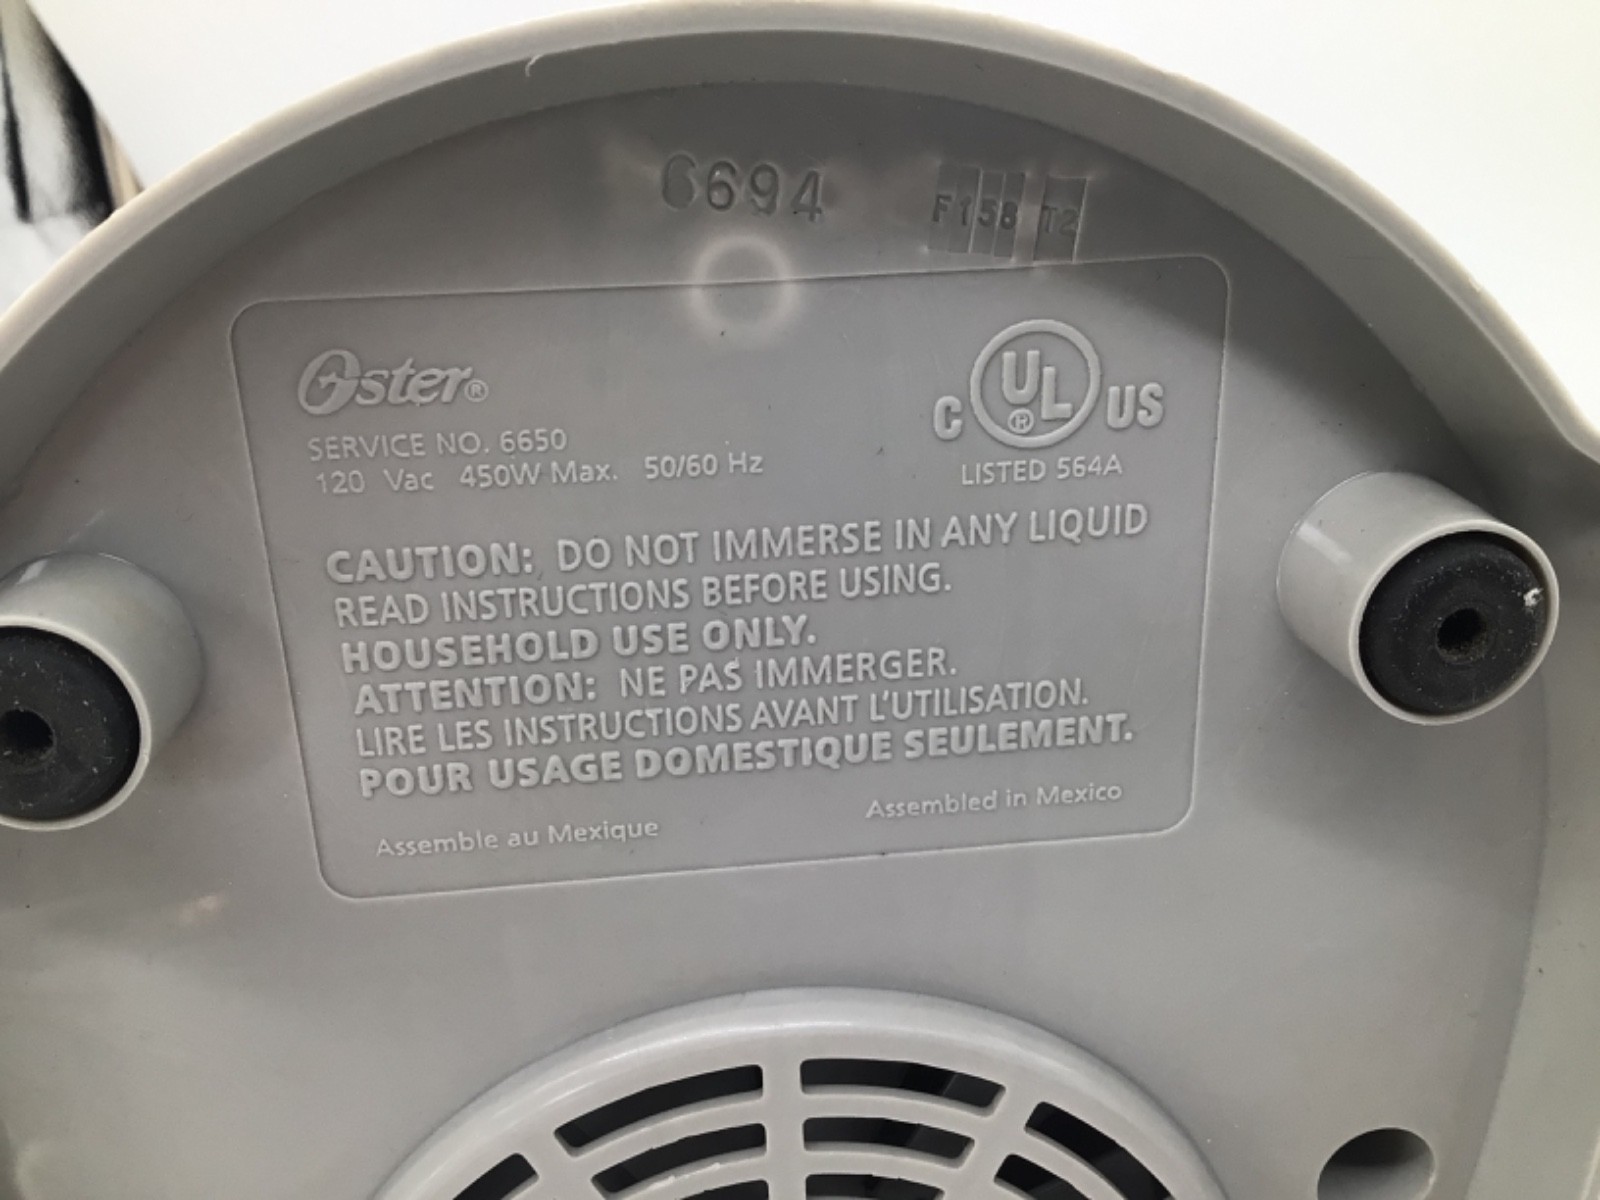 6694
F158 T2
Oster®
SERVICE NO. 6650
120 Vac 450W Max. 50/60 Hz
C UL® US
LISTED 564A
CAUTION: DO NOT IMMERSE IN ANY LIQUID
READ INSTRUCTIONS BEFORE USING.
HOUSEHOLD USE ONLY.
ATTENTION: NE PAS IMMERGER.
LIRE LES INSTRUCTIONS AVANT L'UTILISATION.
POUR USAGE DOMESTIQUE SEULEMENT.
Assemble au Mexique
Assembled in Mexico